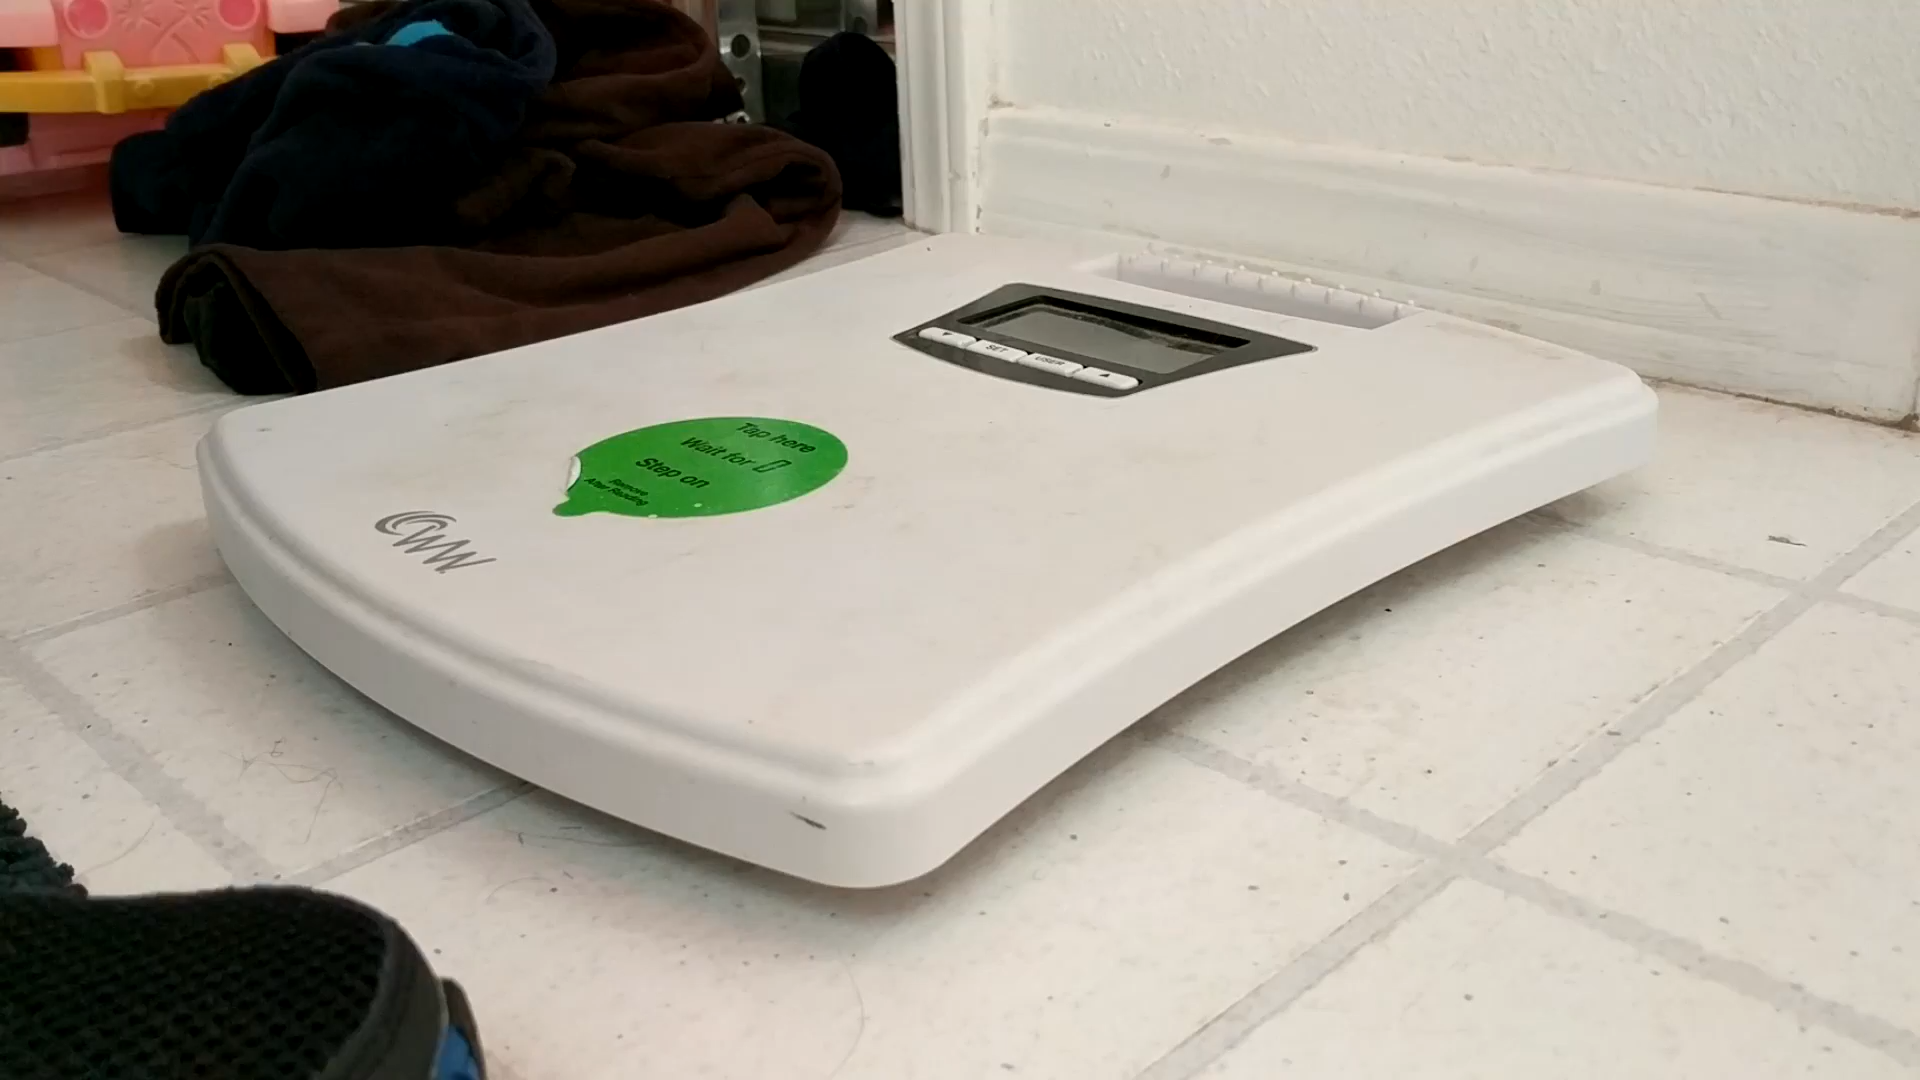 ▼ SET USER ▲
Tap here
Wait for 0
Step on
Remove
After Reading
WW